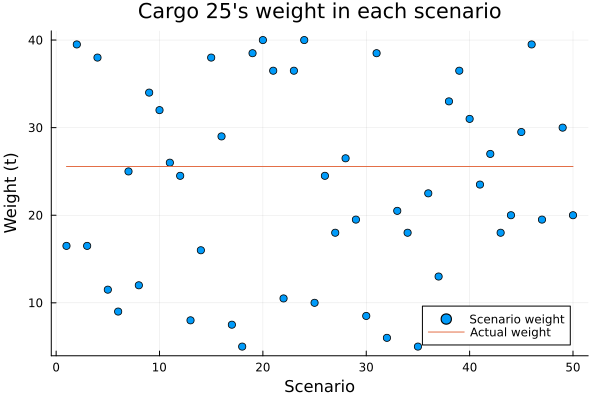 Cargo 25's weight in each scenario
Weight (t)
40
30
20
10
0 10 20 30 40 50
Scenario
Scenario weight
Actual weight